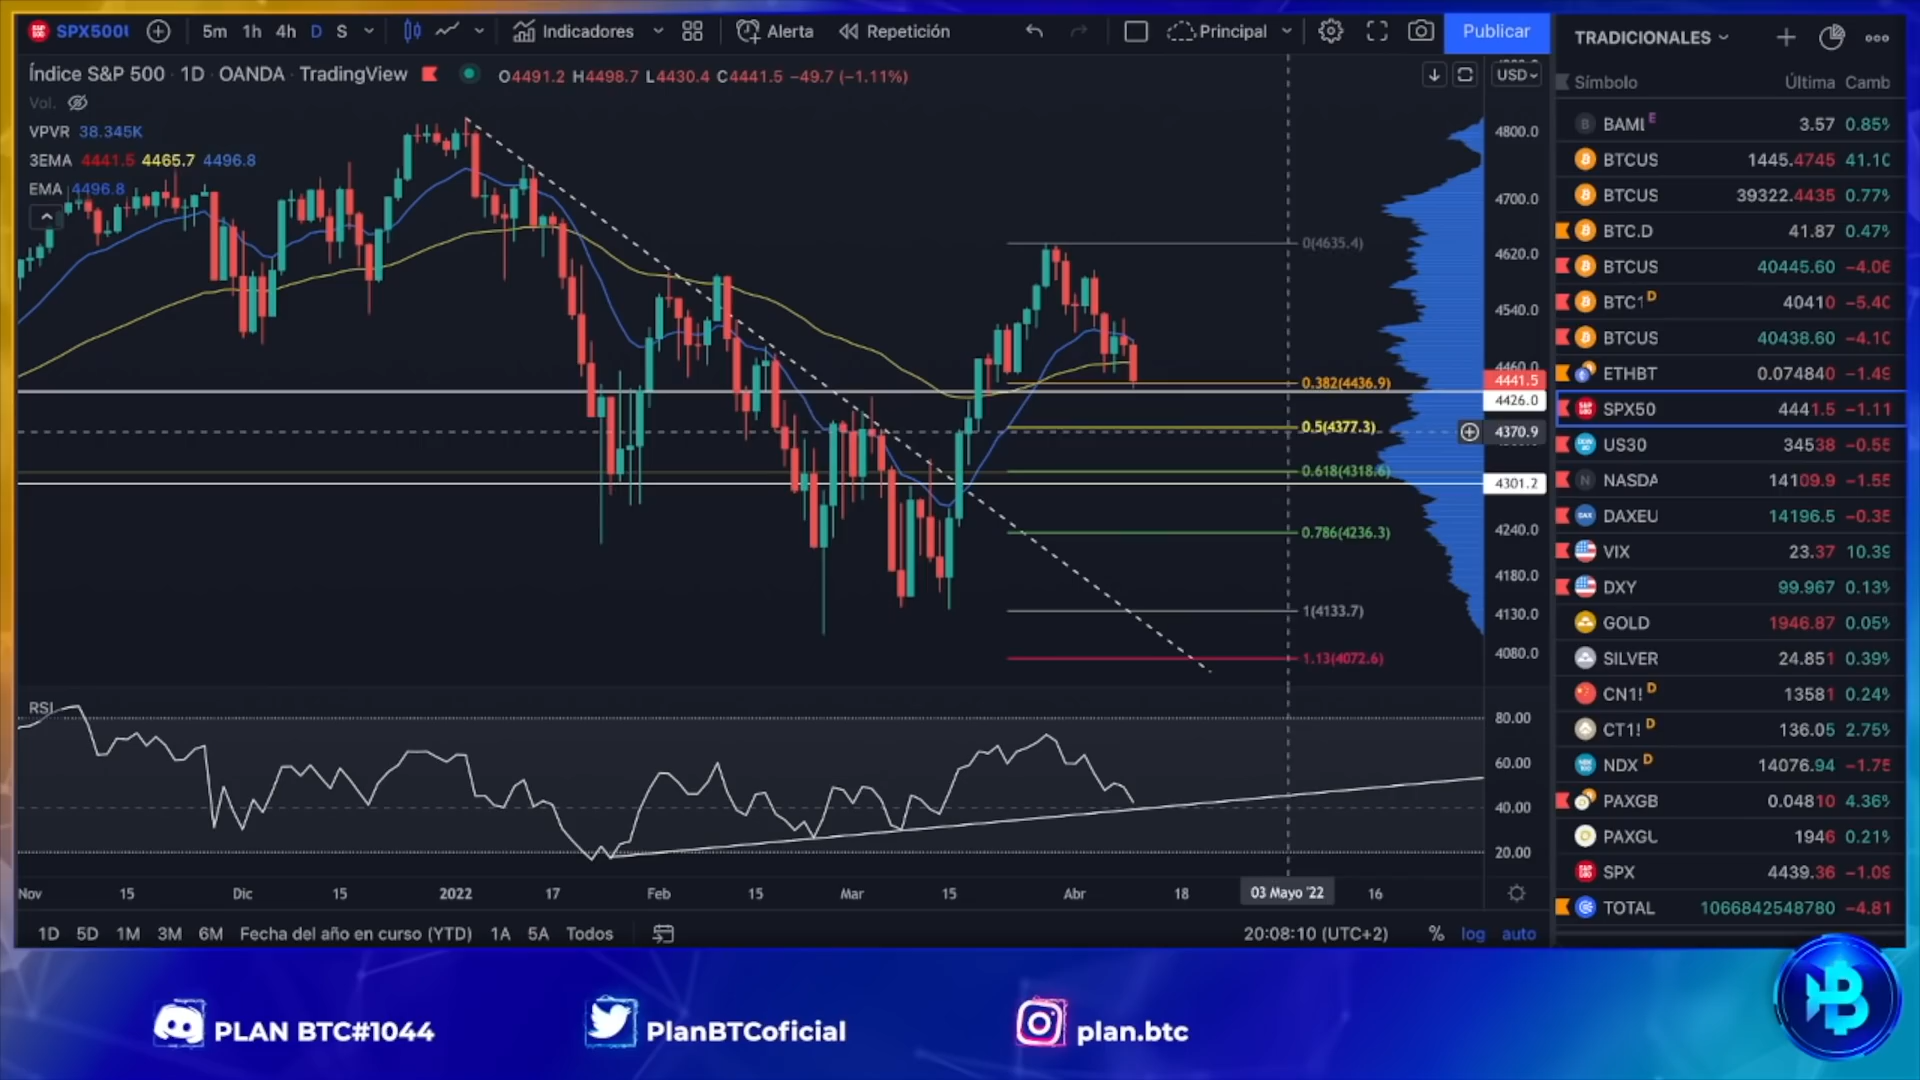 SPX500U 5m 1h 4h D S Indicadores Alerta Repetición Principal Publicar
TRADICIONALES
Índice S&P 500 · 1D · OANDA · TradingView O4491.2 H4498.7 L4430.4 C4441.5 −49.7 (−1.11%)
USD
Símbolo Última Camb
Vol.
VPVR 38.345K
3EMA 4441.5 4465.7 4496.8
EMA 4496.8
0(4635.4)
0.382(4436.9)
0.5(4377.3)
0.618(4318.6)
0.786(4236.3)
1(4133.7)
1.13(4072.6)
4800.0
4700.0
4620.0
4540.0
4460.0
4441.5
4426.0
4370.9
4301.2
4240.0
4180.0
4130.0
4080.0
RSI
80.00
60.00
40.00
20.00
Nov 15 Dic 15 2022 17 Feb 15 Mar 15 Abr 18 03 Mayo '22 16
1D 5D 1M 3M 6M Fecha del año en curso (YTD) 1A 5A Todos 20:08:10 (UTC+2) % log auto
BAM1 E 3.57 0.85%
BTCUS 1445.4745 41.10
BTCUS 39322.4435 0.77%
BTC.D 41.87 0.47%
BTCUS 40445.60 −4.06
BTC1 D 40410 −5.40
BTCUS 40438.60 −4.10
ETHBT 0.074840 −1.49
SPX50 4441.5 −1.11
US30 34538 −0.55
NASDA 14109.9 −1.55
DAXEU 14196.5 −0.35
VIX 23.37 10.39
DXY 99.967 0.13%
GOLD 1946.87 0.05%
SILVER 24.851 0.39%
CN1! D 13581 0.24%
CT1! D 136.05 2.75%
NDX D 14076.94 −1.75
PAXGB 0.04810 4.36%
PAXGU 1946 0.21%
SPX 4439.36 −1.09
TOTAL 1066842548780 −4.81
PLAN BTC#1044
PlanBTCoficial
plan.btc